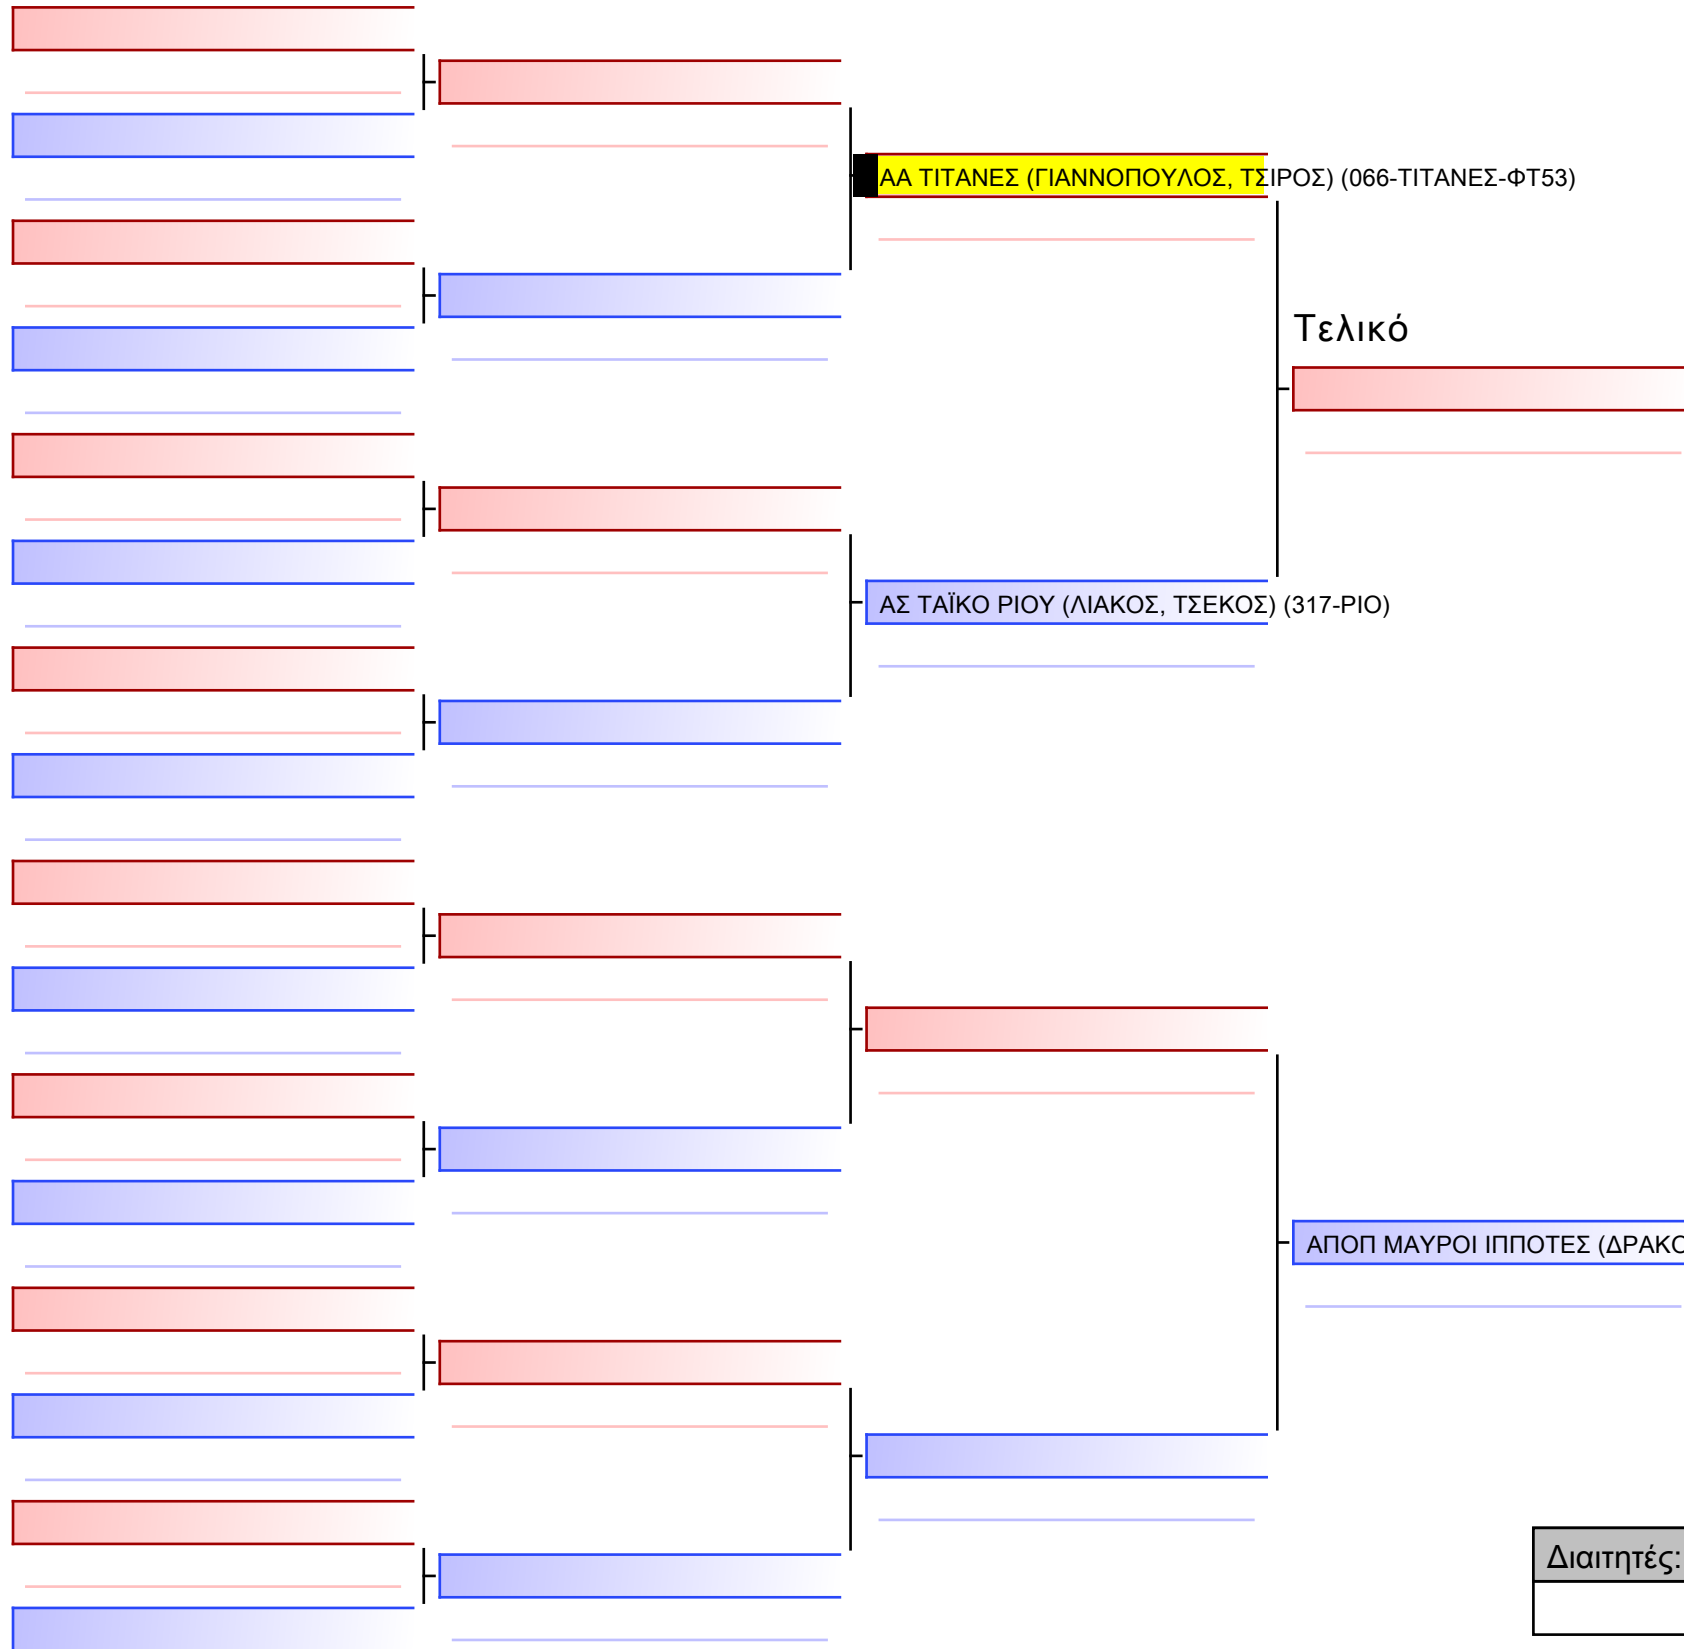 ΑΑ ΤΙΤΑΝΕΣ (ΓΙΑΝΝΟΠΟΥΛΟΣ, ΤΣΙΡΟΣ) (066-ΤΙΤΑΝΕΣ-ΦΤ53)
Τελικό
ΑΣ ΤΑΪΚΟ ΡΙΟΥ (ΛΙΑΚΟΣ, ΤΣΕΚΟΣ) (317-ΡΙΟ)
ΑΠΟΠ ΜΑΥΡΟΙ ΙΠΠΟΤΕΣ
Διαιτητές: